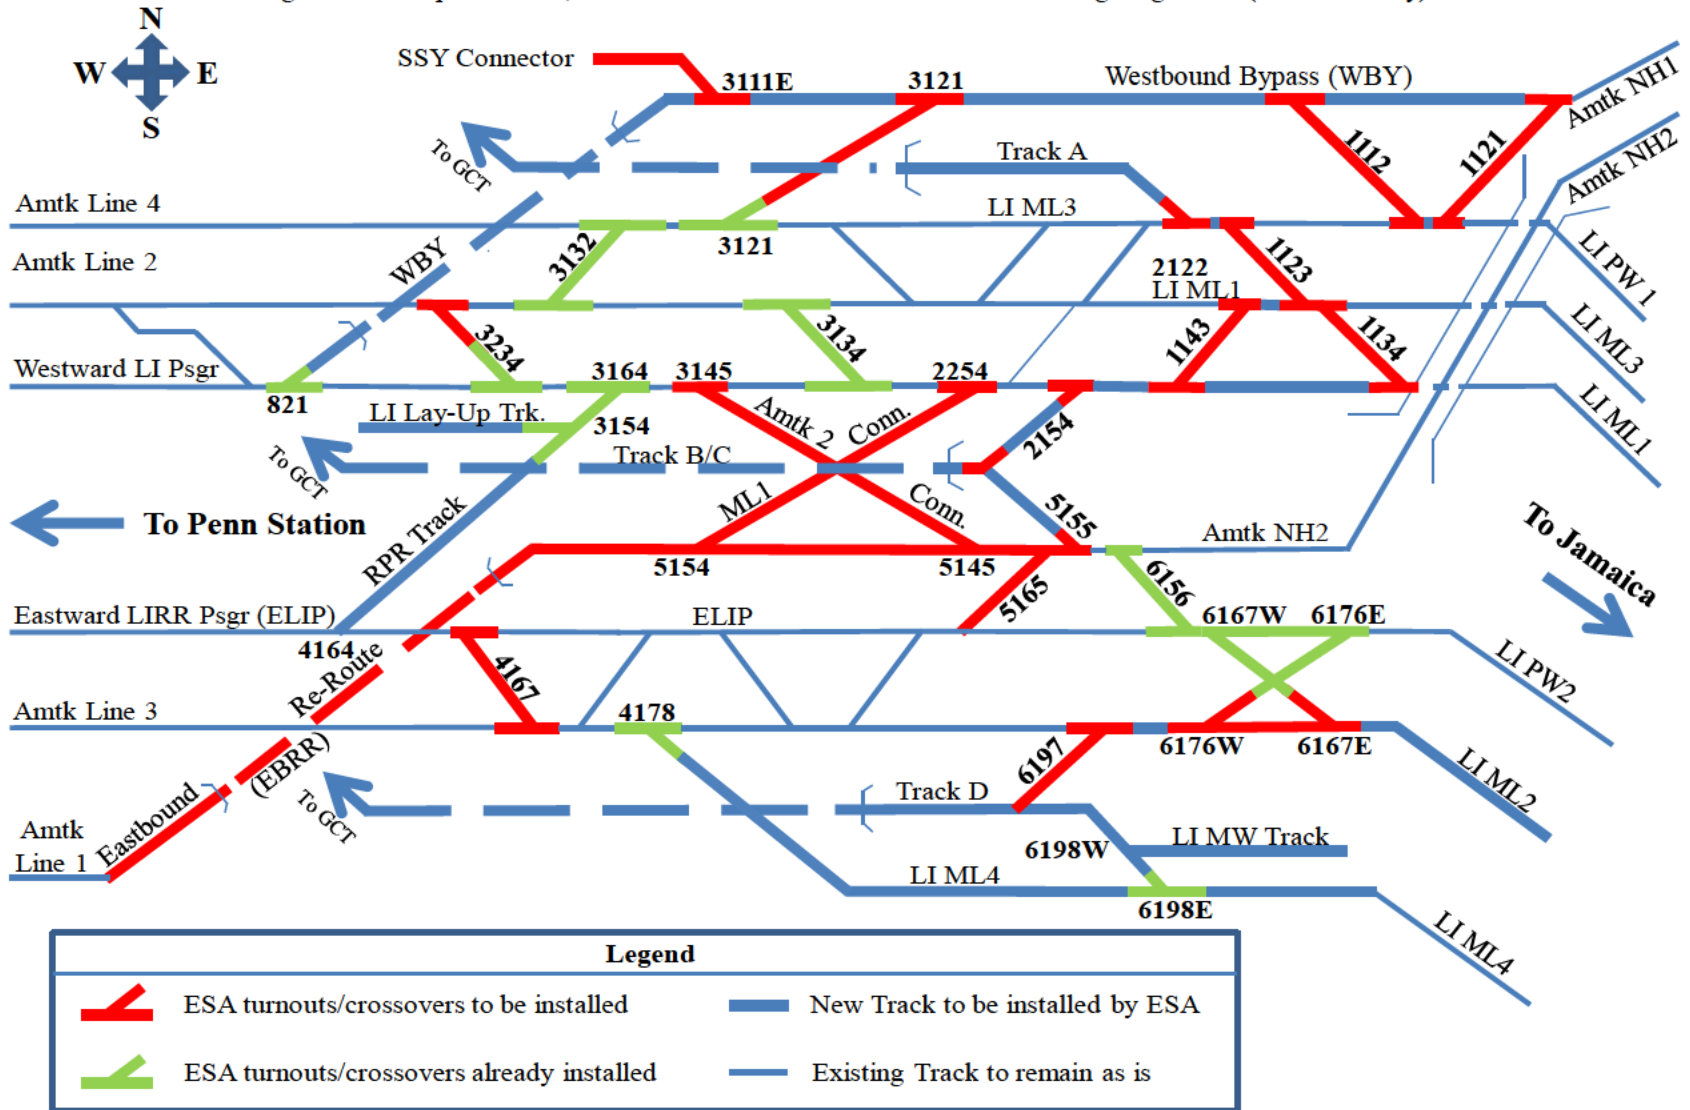 N
W E
S
SSY Connector
3111E
3121
Westbound Bypass (WBY)
Amtk NH1
Amtk NH2
To GCT
Track A
1112
1121
Amtk Line 4
LI ML3
3132
3121
1123
LI PW 1
Amtk Line 2
WBY
2122
LI ML1
3234
3134
1143
1134
LI ML3
Westward LI Psgr
821
3164
3145
2254
LI ML1
LI Lay-Up Trk.
3154
Amtk 2
Conn.
2154
To GCT
Track B/C
ML1
Conn.
5155
To Penn Station
RPR Track
5154
5145
Amtk NH2
To Jamaica
5165
6156
Eastward LIRR Psgr (ELIP)
4164
ELIP
6167W
6176E
Re-Route
4167
LI PW2
Amtk Line 3
4178
6176W
6167E
(EBRR)
6197
LI ML2
To GCT
Track D
Eastbound
Amtk
Line 1
6198W
LI MW Track
LI ML4
6198E
LI ML4
Legend
ESA turnouts/crossovers to be installed
New Track to be installed by ESA
ESA turnouts/crossovers already installed
Existing Track to remain as is